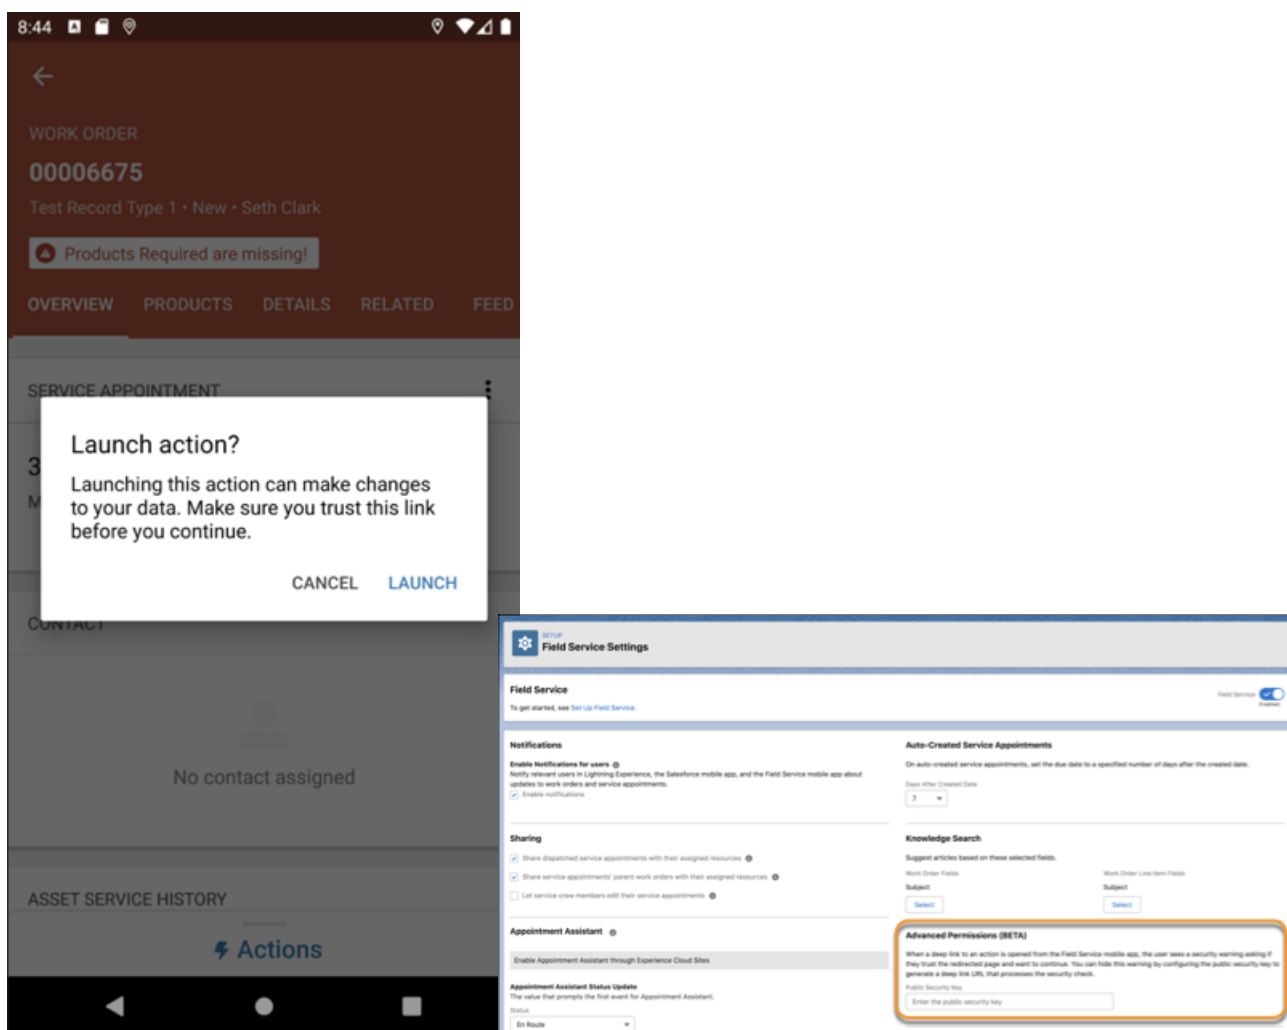 8:44
WORK ORDER
00006675
Test Record Type 1 • New • Seth Clark
Products Required are missing!
OVERVIEW PRODUCTS DETAILS RELATED FEED
SERVICE APPOINTMENT
3
M
Launch action?
Launching this action can make changes
to your data. Make sure you trust this link
before you continue.
CANCEL LAUNCH
CONTACT
No contact assigned
ASSET SERVICE HISTORY
Actions
SETUP
Field Service Settings
Field Service
To get started, see Set Up Field Service.
Field Service
Enabled
Notifications
Enable Notifications for users
Notify relevant users in Lightning Experience, the Salesforce mobile app, and the Field Service mobile app about
updates to work orders and service appointments.
Enable notifications
Auto-Created Service Appointments
On auto-created service appointments, set the due date to a specified number of days after the created date.
Days After Created Date
7
Sharing
Share dispatched service appointments with their assigned resources
Share service appointments' parent work orders with their assigned resources
Let service crew members edit their service appointments
Knowledge Search
Suggest articles based on these selected fields.
Work Order Fields Work Order Line Item Fields
Subject Subject
Select Select
Appointment Assistant
Enable Appointment Assistant through Experience Cloud Sites
Appointment Assistant Status Update
The value that prompts the first event for Appointment Assistant.
Status
En Route
Advanced Permissions (BETA)
When a deep link to an action is opened from the Field Service mobile app, the user sees a security warning asking if
they trust the redirected page and want to continue. You can hide this warning by configuring the public security key to
generate a deep link URL that processes the security check.
Public Security Key
Enter the public security key